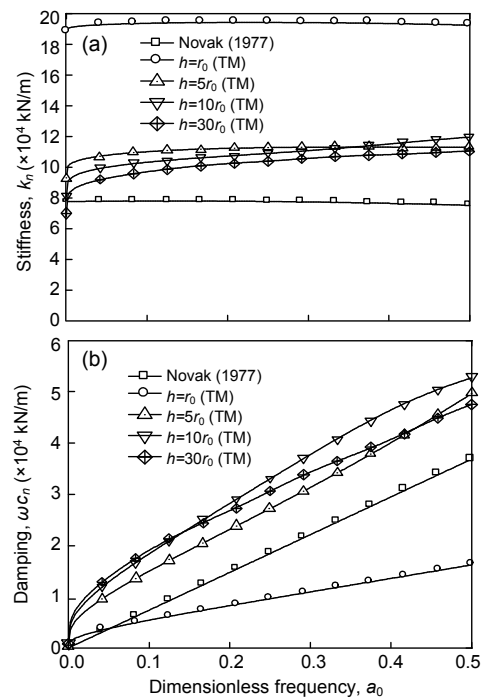 20
18
16
14
12
10
8
6
4
2
0
Stiffness, kₙ (×10⁴ kN/m)
(a)
Novak (1977)
h=r₀ (TM)
h=5r₀ (TM)
h=10r₀ (TM)
h=30r₀ (TM)
6
5
4
3
2
1
0
Damping, ωcₙ (×10⁴ kN/m)
(b)
Novak (1977)
h=r₀ (TM)
h=5r₀ (TM)
h=10r₀ (TM)
h=30r₀ (TM)
0.0 0.1 0.2 0.3 0.4 0.5
Dimensionless frequency, a₀